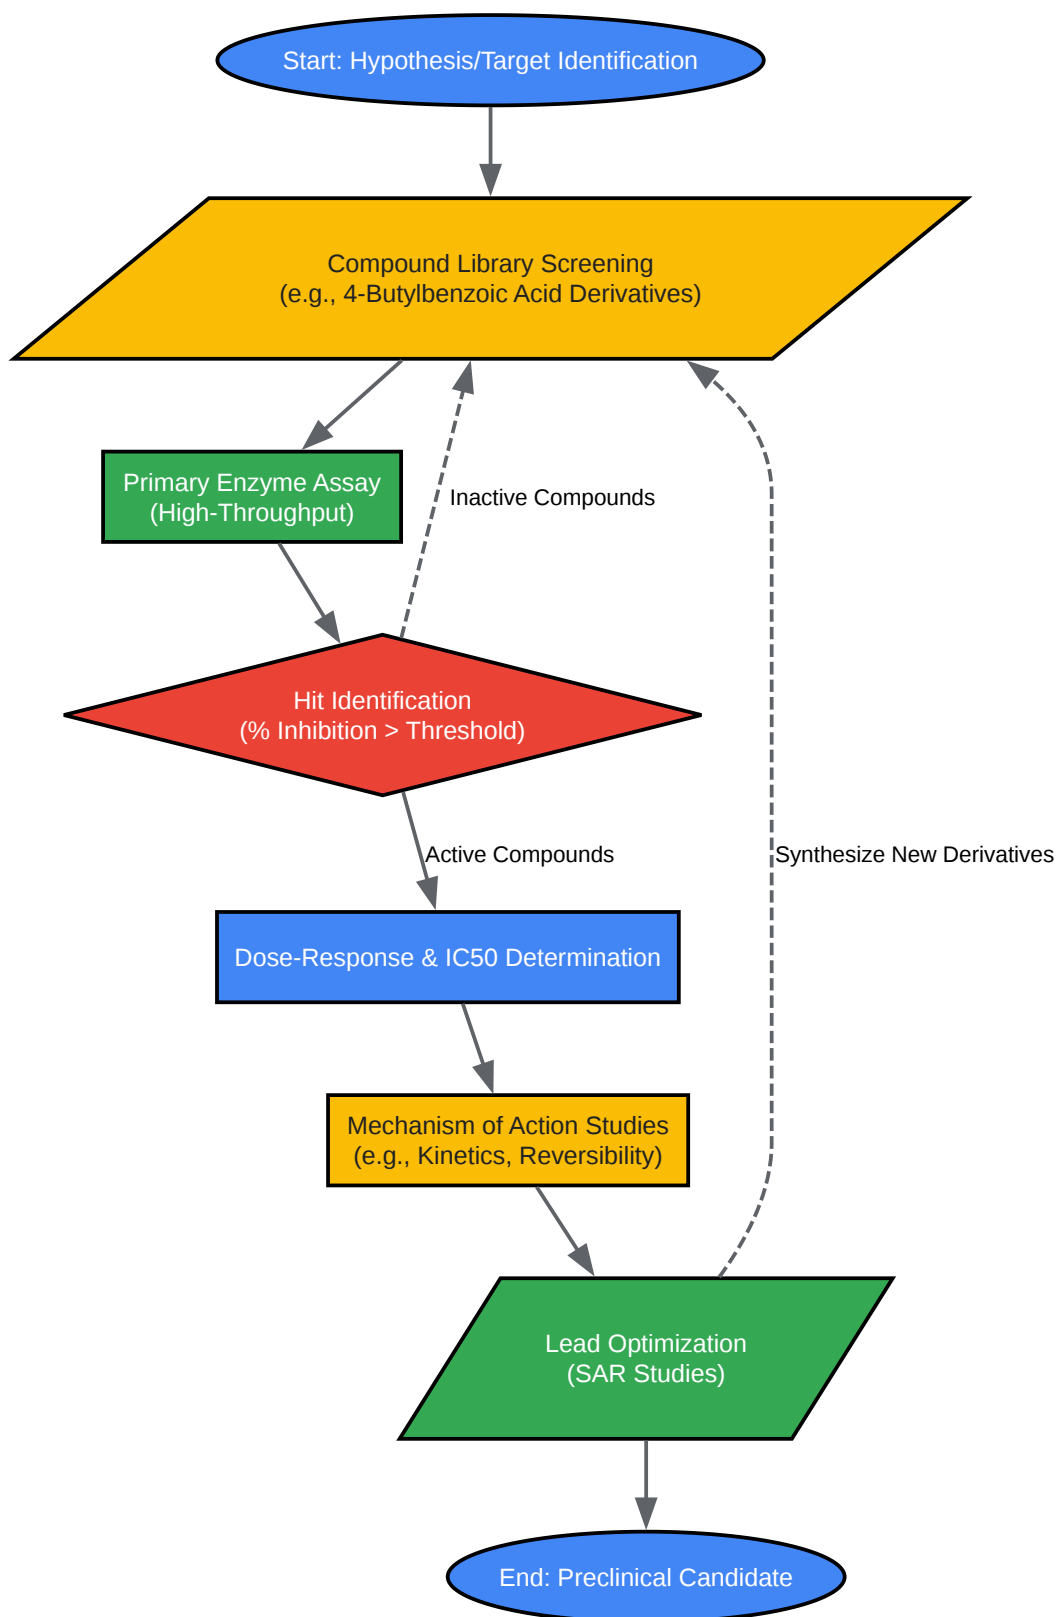 Start: Hypothesis/Target Identification
Compound Library Screening
(e.g., 4-Butylbenzoic Acid Derivatives)
Primary Enzyme Assay
(High-Throughput)
Inactive Compounds
Hit Identification
(% Inhibition > Threshold)
Active Compounds
Synthesize New Derivatives
Dose-Response & IC50 Determination
Mechanism of Action Studies
(e.g., Kinetics, Reversibility)
Lead Optimization
(SAR Studies)
End: Preclinical Candidate